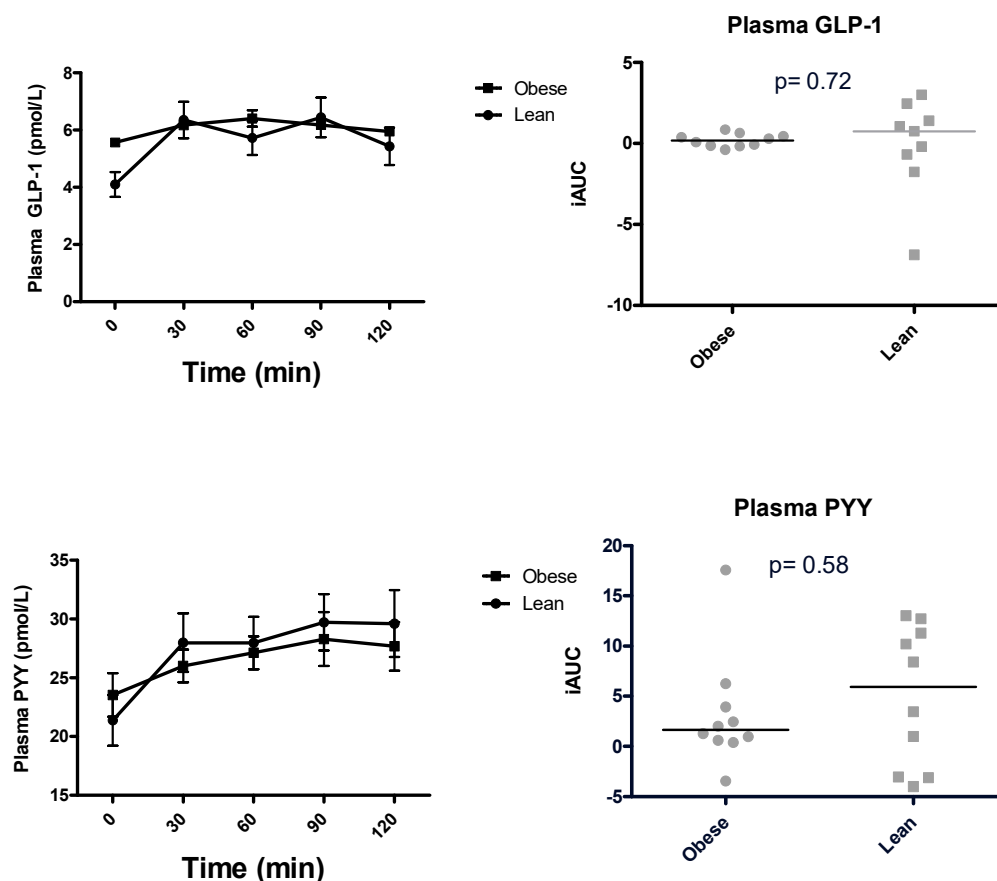 Plasma GLP-1
8
6
4
2
0
Plasma GLP-1 (pmol/L)
0 30 60 90 120
Time (min)
Obese
Lean
p= 0.72
5
0
-5
-10
iAUC
Obese Lean
Plasma PYY
35
30
25
20
15
Plasma PYY (pmol/L)
0 30 60 90 120
Time (min)
Obese
Lean
p= 0.58
20
15
10
5
0
-5
iAUC
Obese Lean